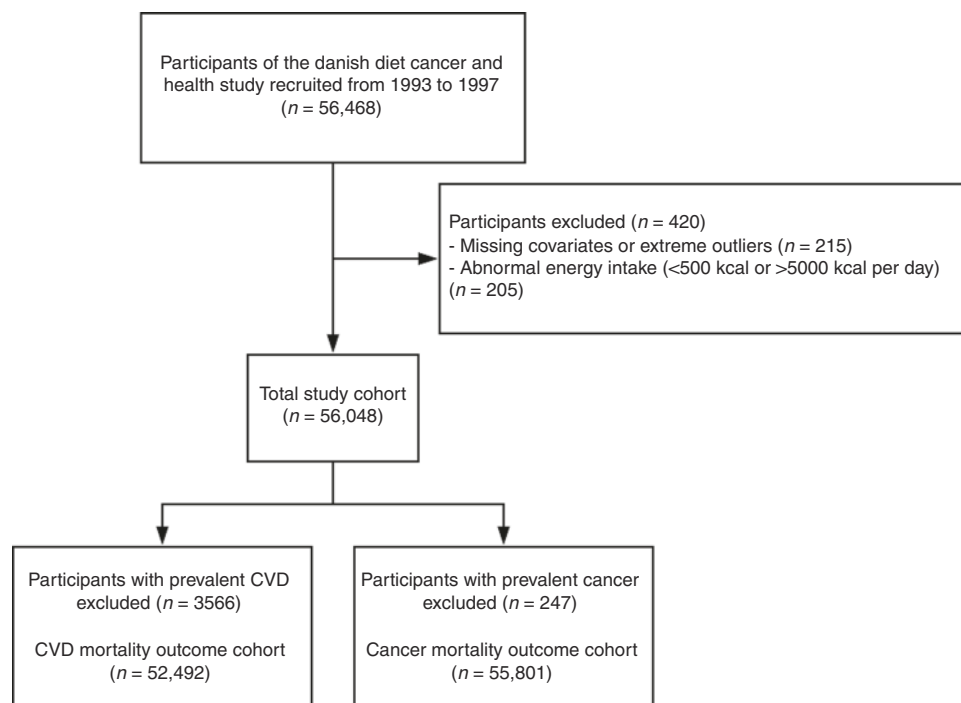 Participants of the danish diet cancer and
health study recruited from 1993 to 1997
(n = 56,468)
Participants excluded (n = 420)
- Missing covariates or extreme outliers (n = 215)
- Abnormal energy intake (<500 kcal or >5000 kcal per day)
(n = 205)
Total study cohort
(n = 56,048)
Participants with prevalent CVD
excluded (n = 3566)
CVD mortality outcome cohort
(n = 52,492)
Participants with prevalent cancer
excluded (n = 247)
Cancer mortality outcome cohort
(n = 55,801)